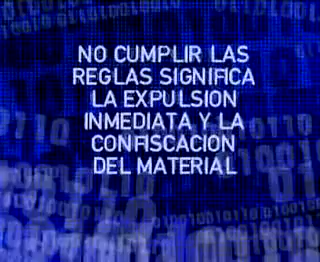 NO CUMPLIR LAS
REGLAS SIGNIFICA
LA EXPULSION
INMEDIATA Y LA
CONFISCACION
DEL MATERIAL